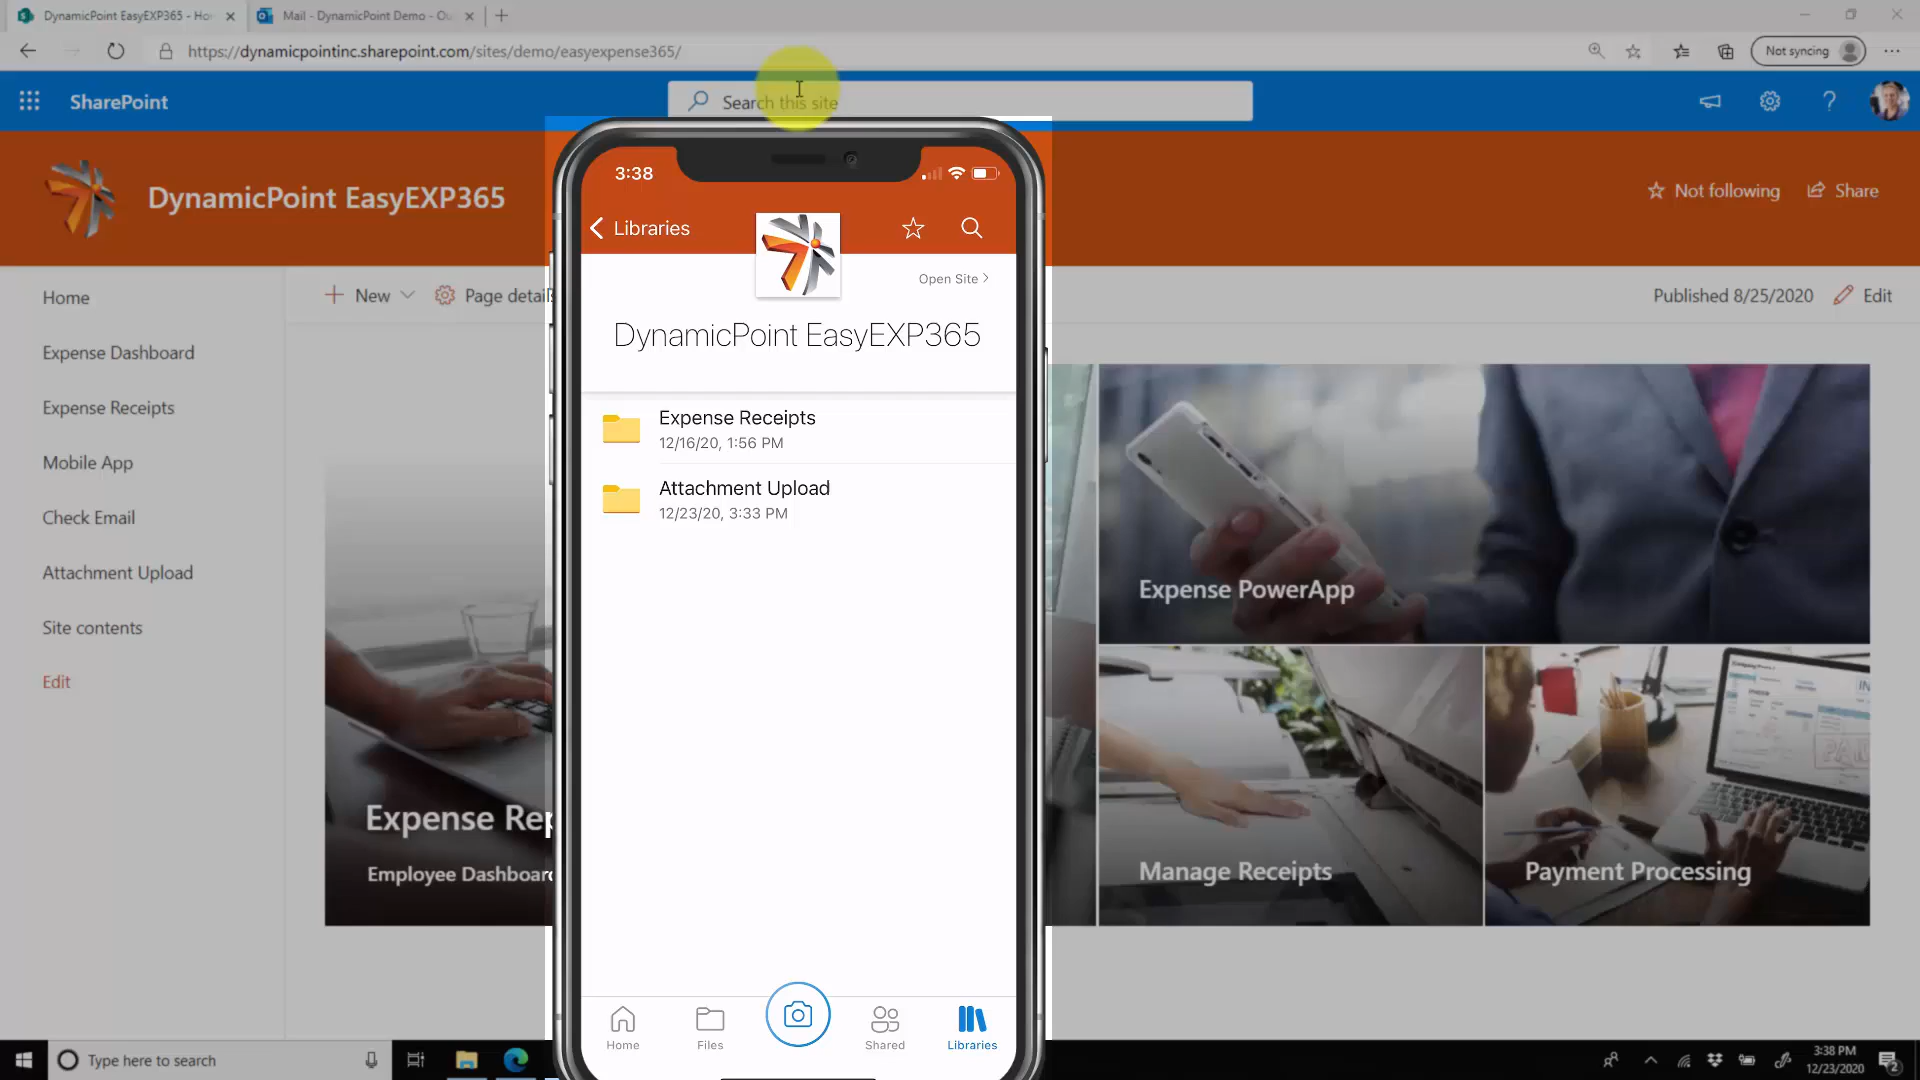 DynamicPoint EasyEXP365 - Ho
Mail - DynamicPoint Demo - Ou
https://dynamicpointinc.sharepoint.com/sites/demo/easyexpense365/
Not syncing
SharePoint
Search this site
DynamicPoint EasyEXP365
Not following
Share
Home
Expense Dashboard
Expense Receipts
Mobile App
Check Email
Attachment Upload
Site contents
Edit
New
Page details
Published 8/25/2020
Edit
Expense Rep
Employee Dashboard
Expense PowerApp
Manage Receipts
Payment Processing
3:38
Libraries
Open Site >
DynamicPoint EasyEXP365
Expense Receipts
12/16/20, 1:56 PM
Attachment Upload
12/23/20, 3:33 PM
Home
Files
Shared
Libraries
Type here to search
3:38 PM
12/23/2020
2